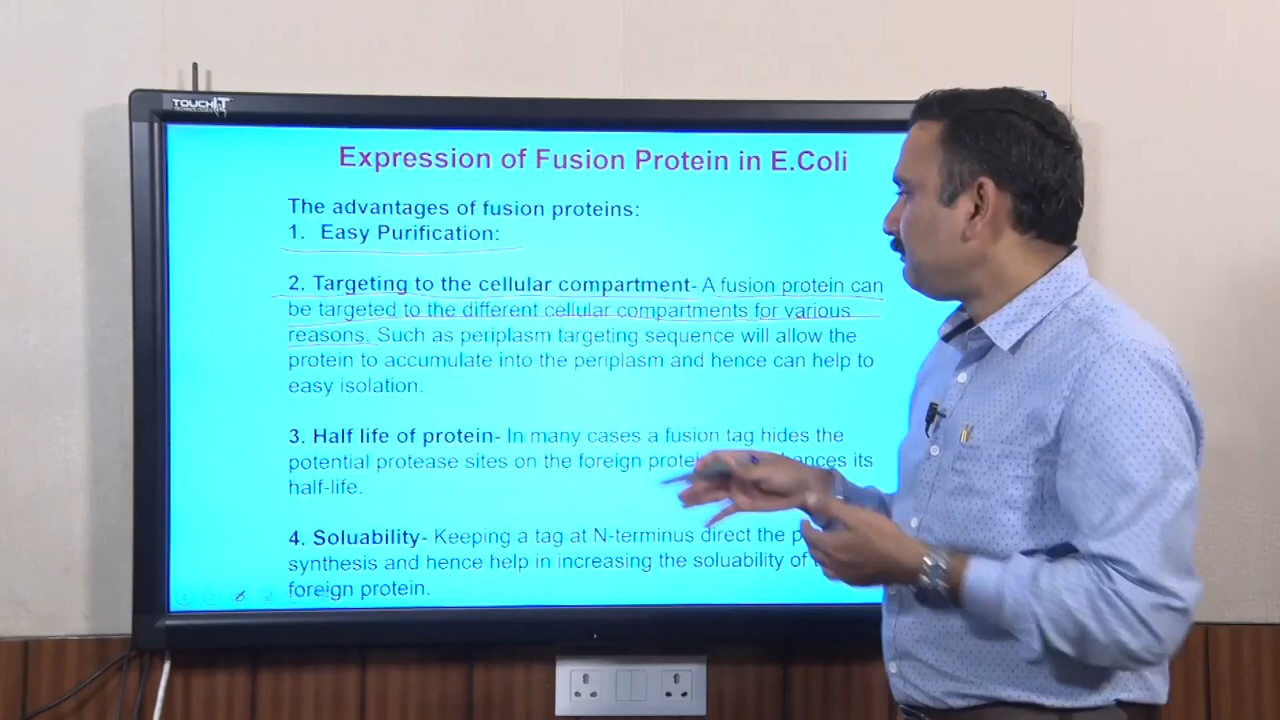 TOUCHIT
TECHNOLOGIES
Expression of Fusion Protein in E.Coli
The advantages of fusion proteins:
1. Easy Purification:
2. Targeting to the cellular compartment- A fusion protein can
be targeted to the different cellular compartments for various
reasons. Such as periplasm targeting sequence will allow the
protein to accumulate into the periplasm and hence can help to
easy isolation.
3. Half life of protein- In many cases a fusion tag hides the
potential protease sites on the foreign its
half-life.
4. Soluability- Keeping a tag at N-terminus direct the
synthesis and hence help in increasing the soluability of
foreign protein.